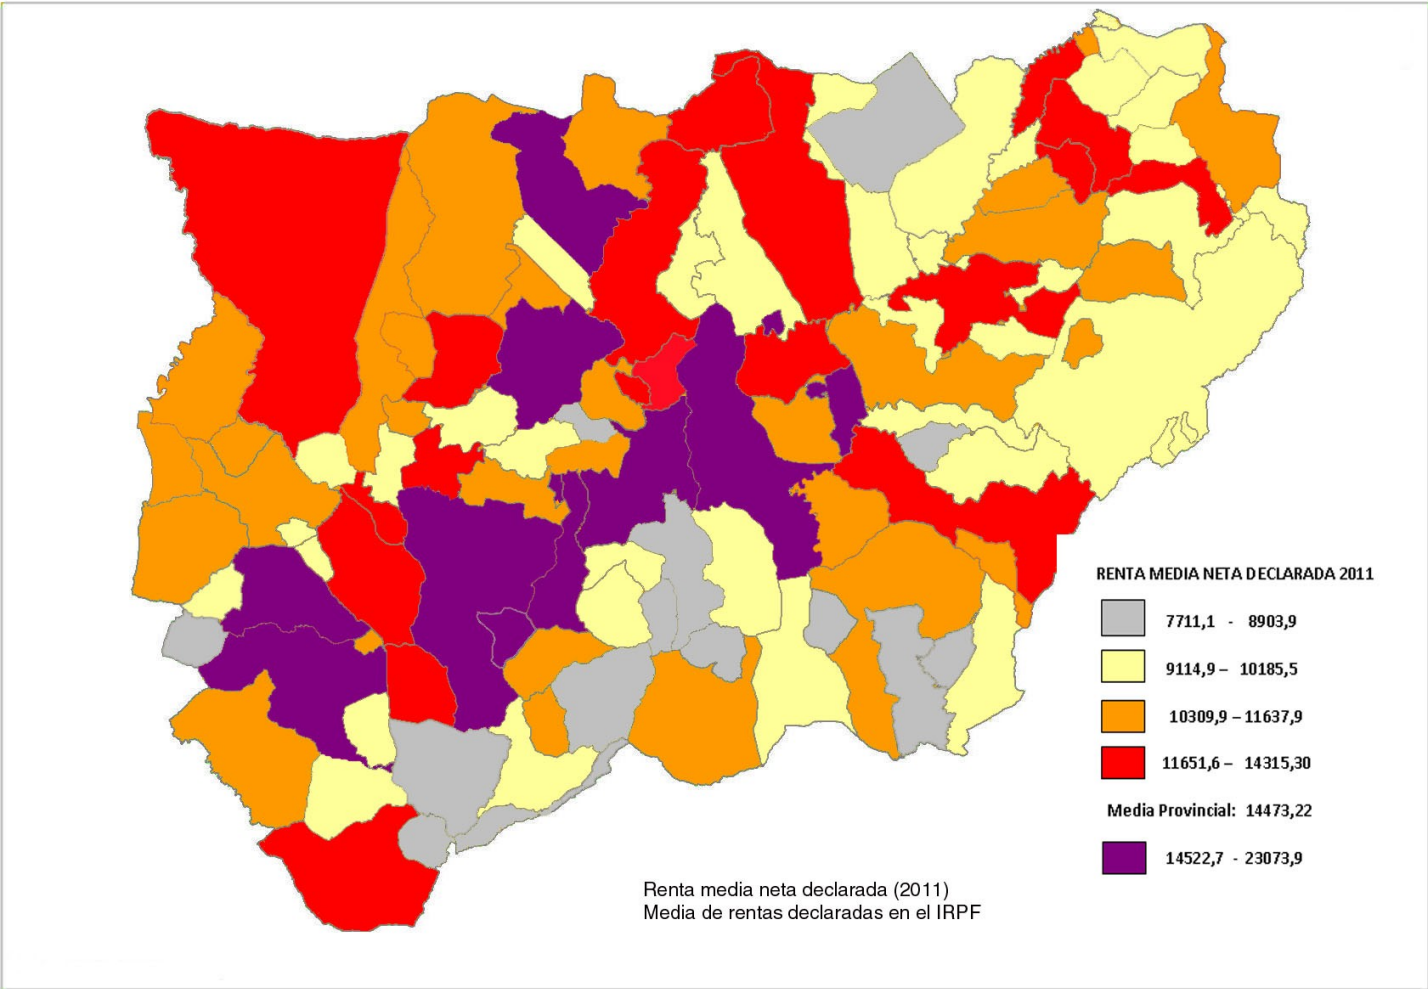 RENTA MEDIA NETA DECLARADA 2011
7711,1 - 8903,9
9114,9 – 10185,5
10309,9 – 11637,9
11651,6 – 14315,30
Media Provincial: 14473,22
14522,7 - 23073,9
Renta media neta declarada (2011)
Media de rentas declaradas en el IRPF